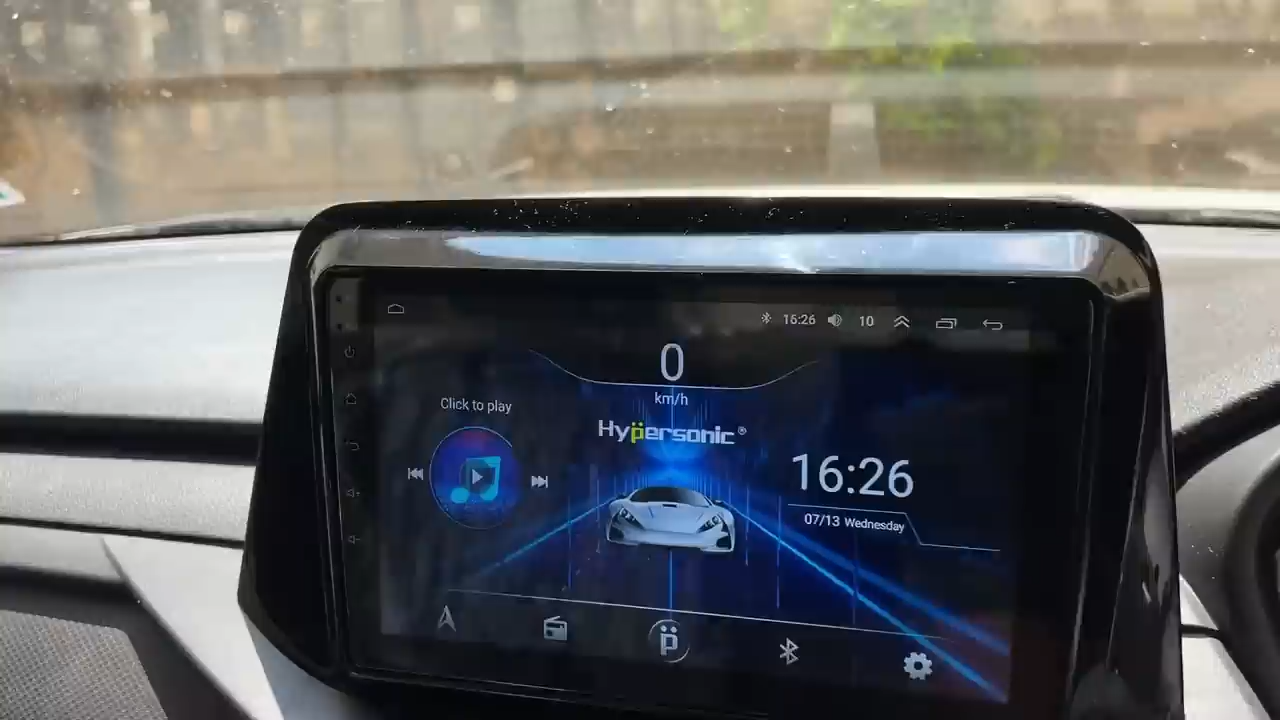 16:26
10
0
km/h
Click to play
Hypersonic®
16:26
07/13 Wednesday
p̈